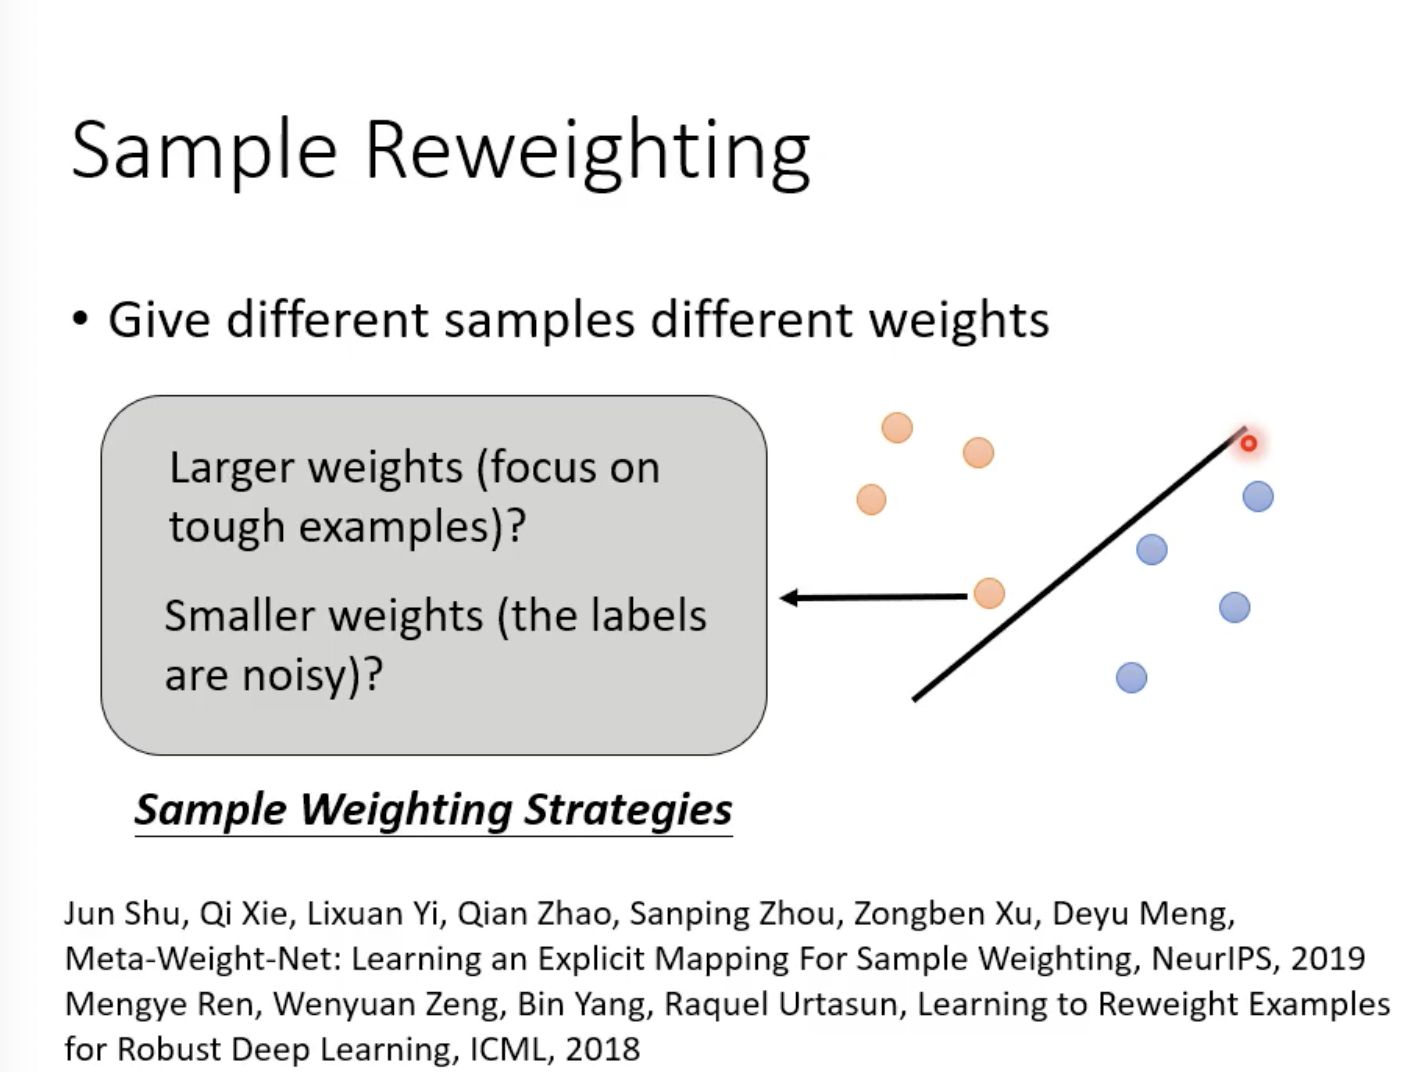 Sample Reweighting
• Give different samples different weights
Larger weights (focus on
tough examples)?
Smaller weights (the labels
are noisy)?
Sample Weighting Strategies
Jun Shu, Qi Xie, Lixuan Yi, Qian Zhao, Sanping Zhou, Zongben Xu, Deyu Meng,
Meta-Weight-Net: Learning an Explicit Mapping For Sample Weighting, NeurIPS, 2019
Mengye Ren, Wenyuan Zeng, Bin Yang, Raquel Urtasun, Learning to Reweight Examples
for Robust Deep Learning, ICML, 2018